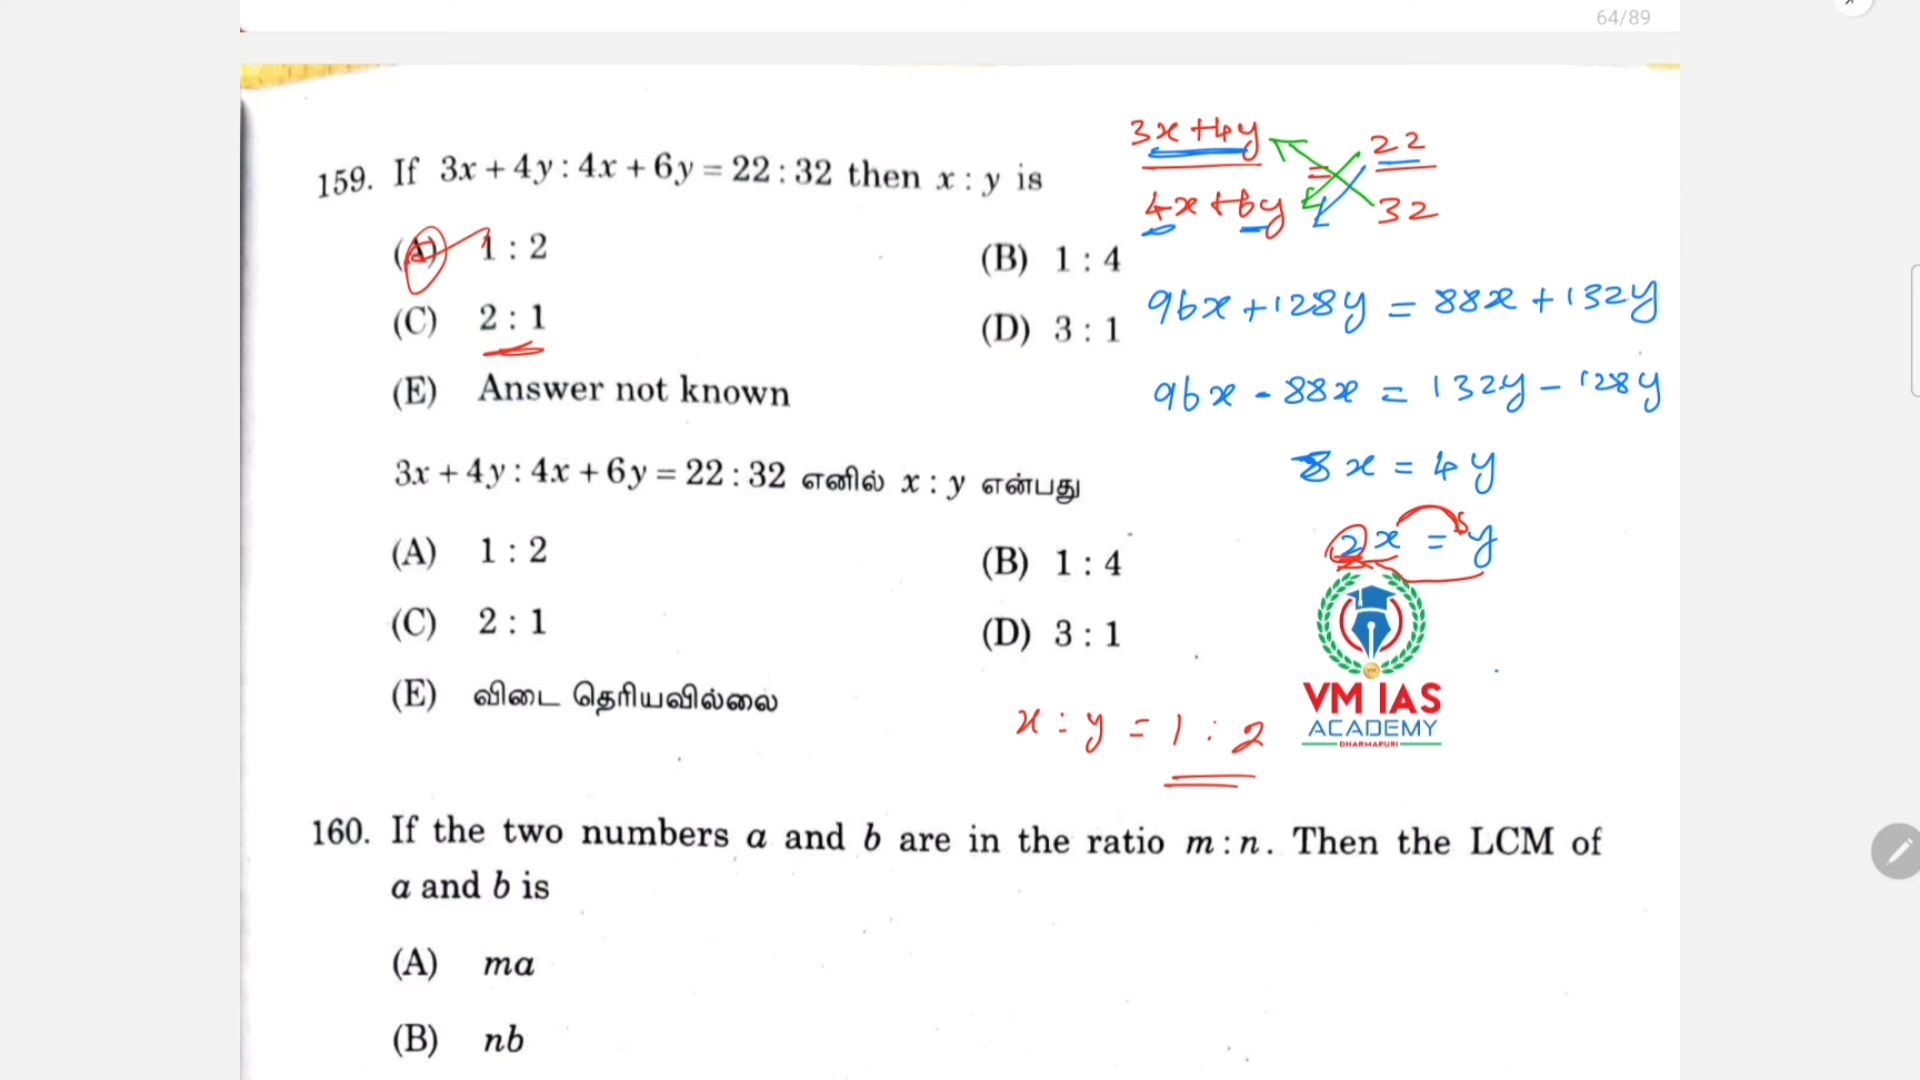 64/89
159. If 3x + 4y : 4x + 6y = 22 : 32 then x : y is
(A) 1 : 2
(B) 1 : 4
(C) 2 : 1
(D) 3 : 1
(E) Answer not known
3x + 4y : 4x + 6y = 22 : 32 எனில் x : y என்பது
(A) 1 : 2
(B) 1 : 4
(C) 2 : 1
(D) 3 : 1
(E) விடை தெரியவில்லை
3x+4y = 22
4x+6y 32
96x+128y = 88x+132y
96x - 88x = 132y - 128y
8x = 4y
2x = y
VM IAS
ACADEMY
DHARMAPURI
x : y = 1 : 2
160. If the two numbers a and b are in the ratio m : n. Then the LCM of
a and b is
(A) ma
(B) nb